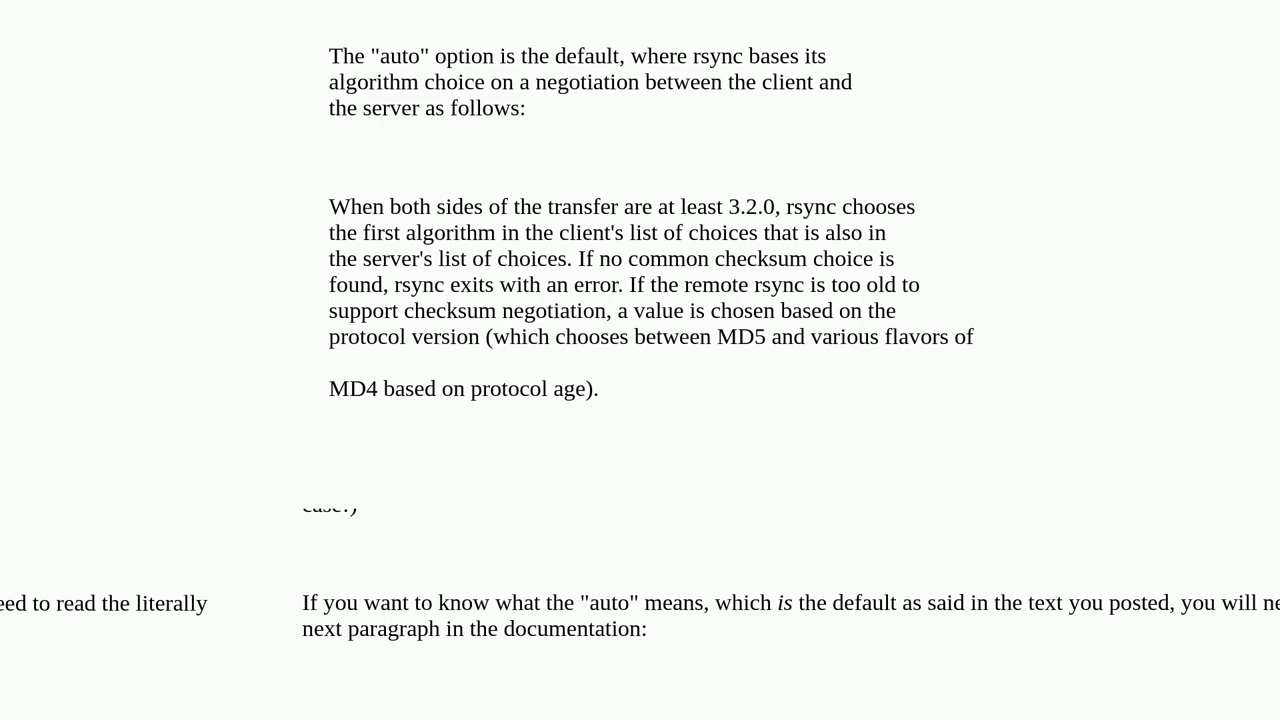 The "auto" option is the default, where rsync bases its
algorithm choice on a negotiation between the client and
the server as follows:
When both sides of the transfer are at least 3.2.0, rsync chooses
the first algorithm in the client's list of choices that is also in
the server's list of choices. If no common checksum choice is
found, rsync exits with an error. If the remote rsync is too old to
support checksum negotiation, a value is chosen based on the
protocol version (which chooses between MD5 and various flavors of
MD4 based on protocol age).
to read the literally
If you want to know what the "auto" means, which is the default as said in the text you posted, you will
next paragraph in the documentation: